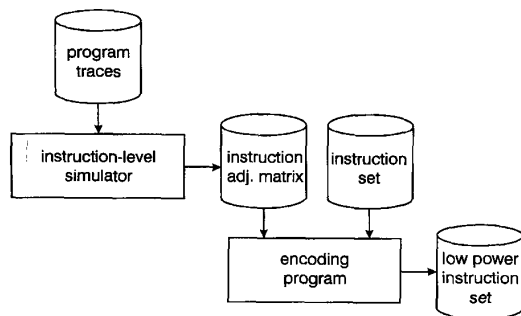 program
traces
instruction-level
simulator
instruction
adj. matrix
instruction
set
encoding
program
low power
instruction
set